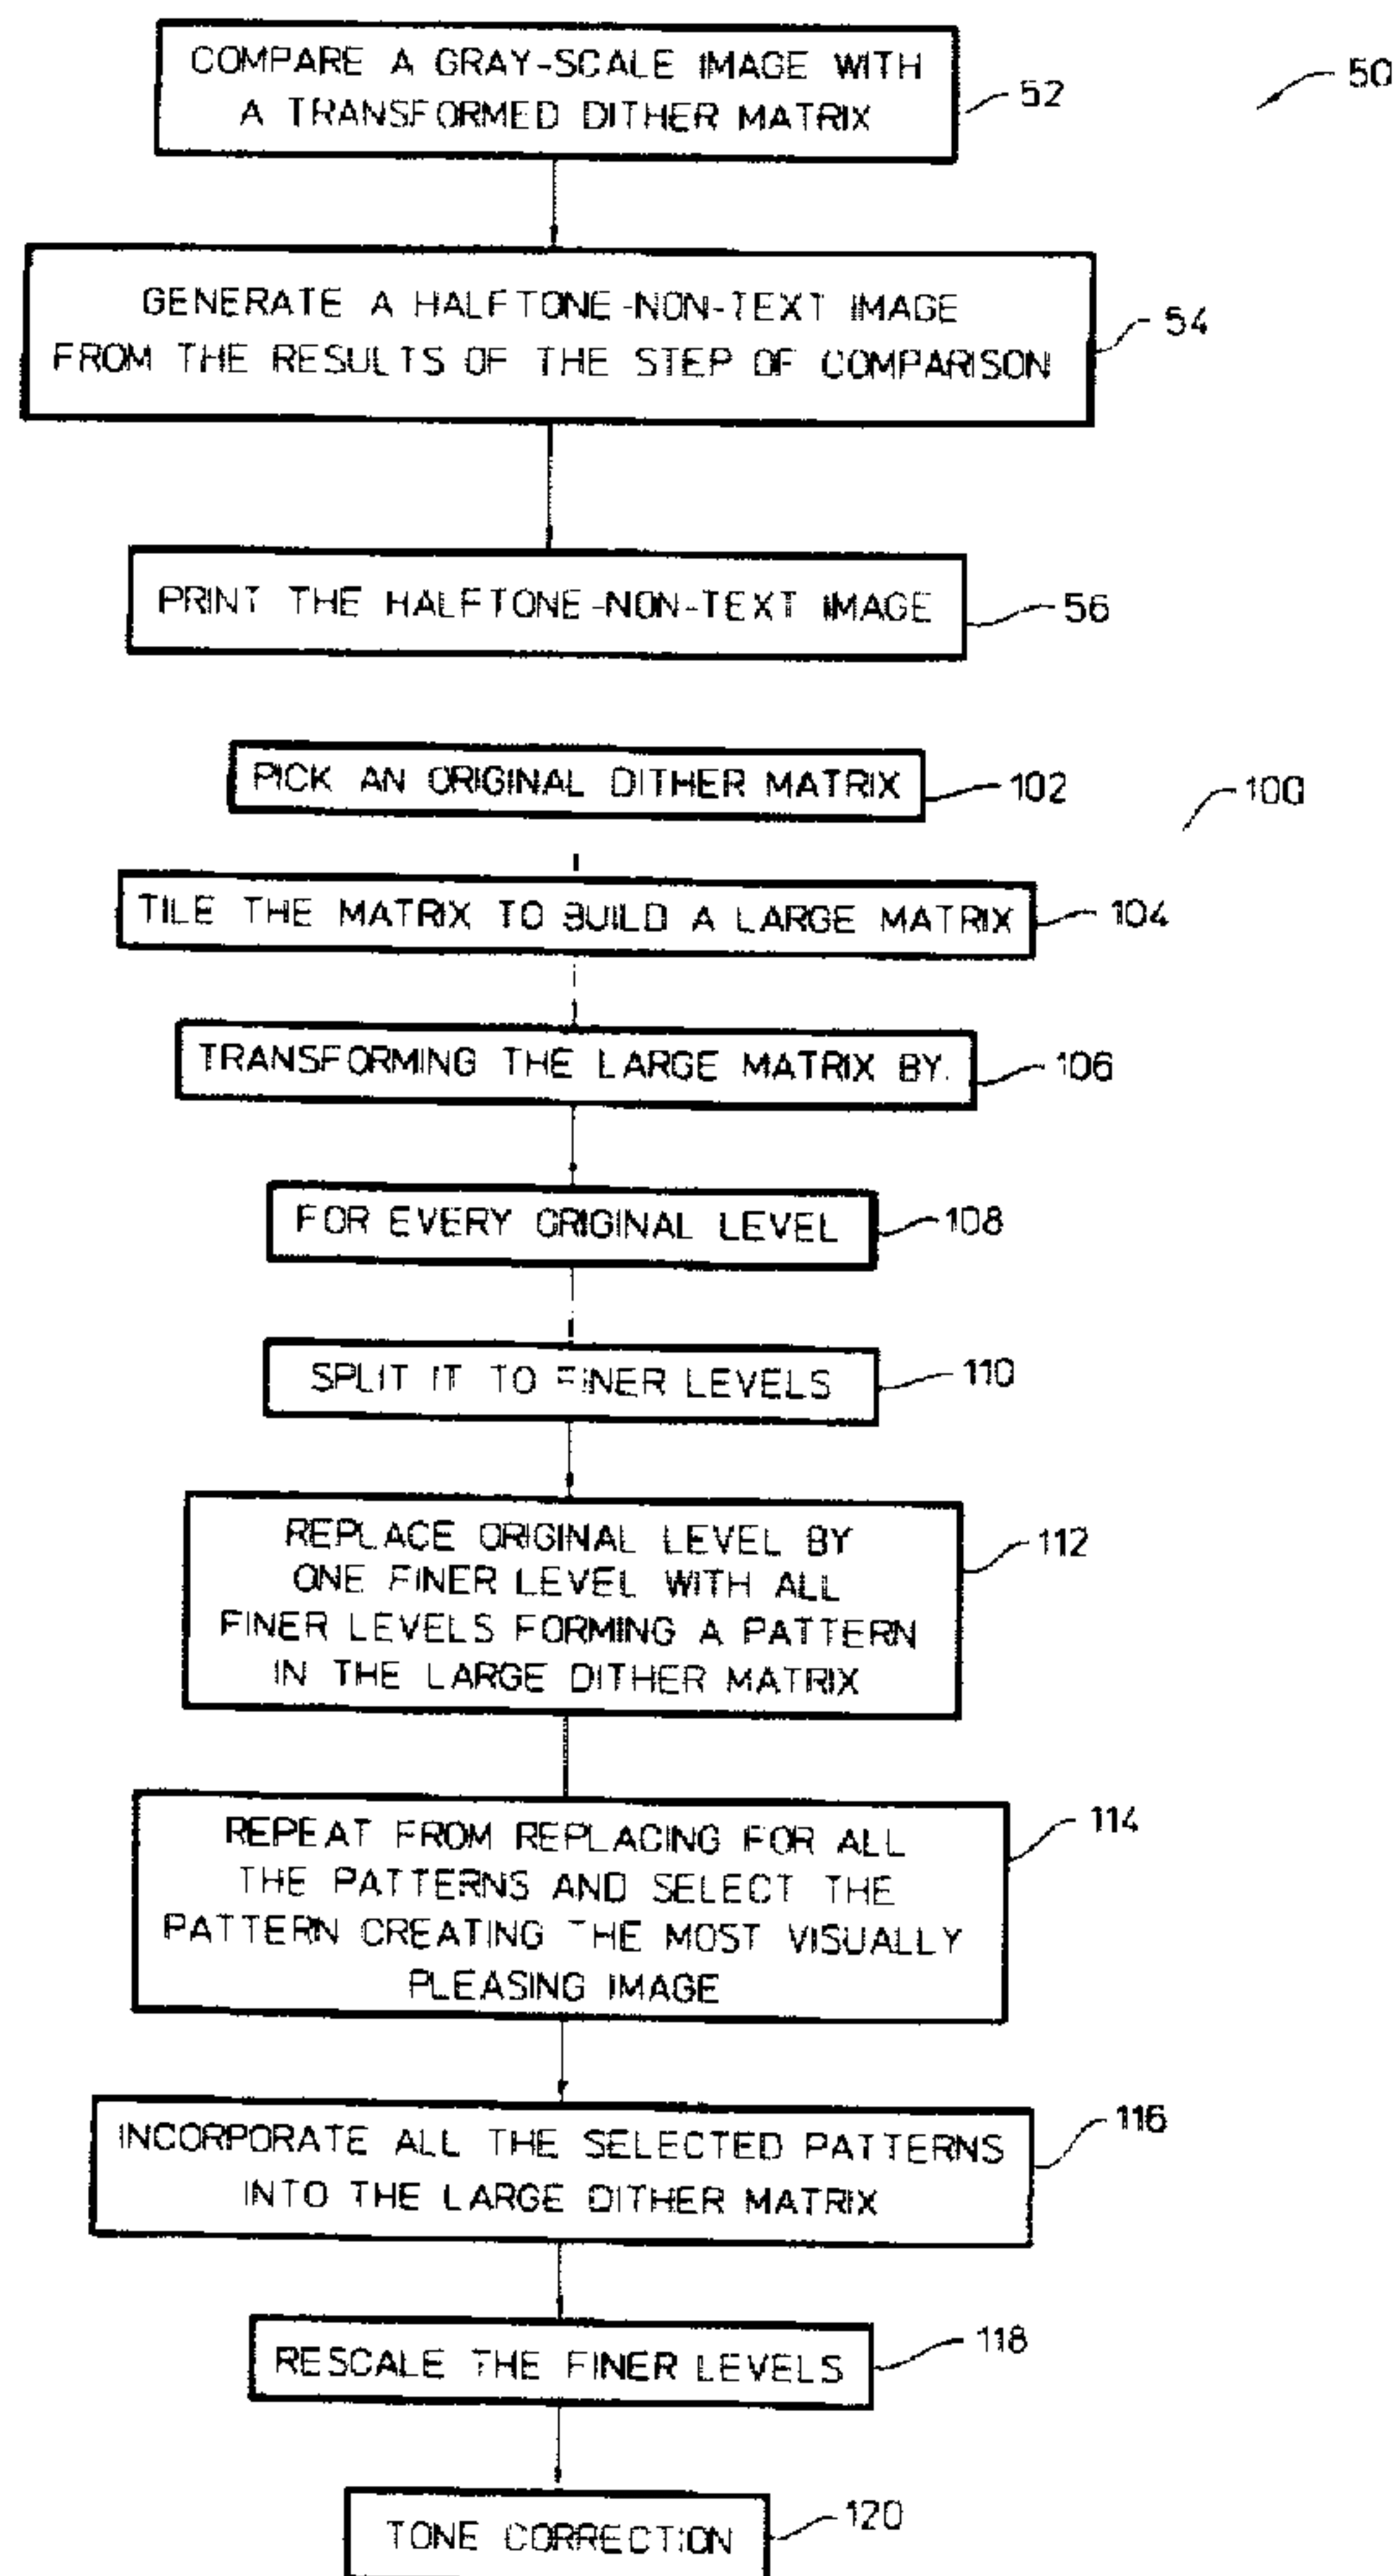 COMPARE A GRAY-SCALE IMAGE WITH
A TRANSFORMED DITHER MATRIX
52
50
GENERATE A HALFTONE-NON-TEXT IMAGE
FROM THE RESULTS OF THE STEP OF COMPARISON
54
PRINT THE HALFTONE-NON-TEXT IMAGE
56
PICK AN ORIGINAL DITHER MATRIX
102
100
TILE THE MATRIX TO BUILD A LARGE MATRIX
104
TRANSFORMING THE LARGE MATRIX BY.
106
FOR EVERY ORIGINAL LEVEL
108
SPLIT IT TO FINER LEVELS
110
REPLACE ORIGINAL LEVEL BY
ONE FINER LEVEL WITH ALL
FINER LEVELS FORMING A PATTERN
IN THE LARGE DITHER MATRIX
112
REPEAT FROM REPLACING FOR ALL
THE PATTERNS AND SELECT THE
PATTERN CREATING THE MOST VISUALLY
PLEASING IMAGE
114
INCORPORATE ALL THE SELECTED PATTERNS
INTO THE LARGE DITHER MATRIX
116
RESCALE THE FINER LEVELS
118
TONE CORRECTION
120